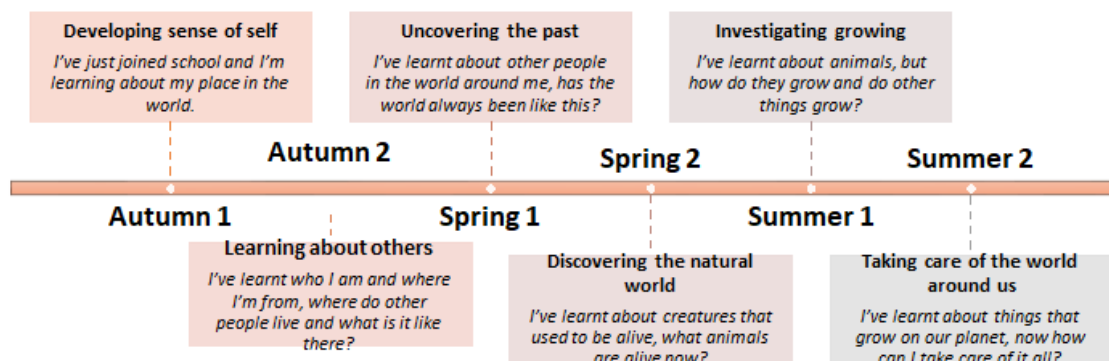 Developing sense of self
I've just joined school and I'm
learning about my place in the
world.
Uncovering the past
I've learnt about other people
in the world around me, has the
world always been like this?
Investigating growing
I've learnt about animals, but
how do they grow and do other
things grow?
Autumn 2
Spring 2
Summer 2
Autumn 1
Spring 1
Summer 1
Learning about others
I've learnt who I am and where
I'm from, where do other
people live and what is it like
there?
Discovering the natural
world
I've learnt about creatures that
used to be alive, what animals
are alive now?
Taking care of the world
around us
I've learnt about things that
grow on our planet, now how
can I take care of it all?